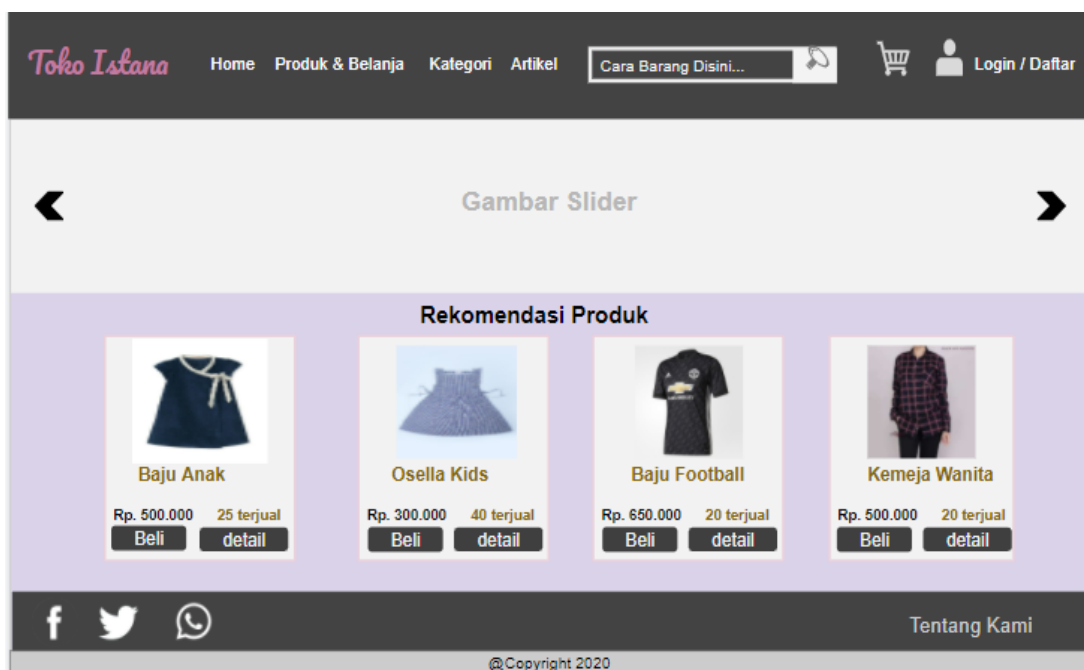 Toko Istana Home Produk & Belanja Kategori Artikel Cara Barang Disini... Login / Daftar
Gambar Slider
Rekomendasi Produk
Baju Anak
Rp. 500.000 25 terjual
Beli detail
Osella Kids
Rp. 300.000 40 terjual
Beli detail
Baju Football
Rp. 650.000 20 terjual
Beli detail
Kemeja Wanita
Rp. 500.000 20 terjual
Beli detail
Tentang Kami
@Copyright 2020